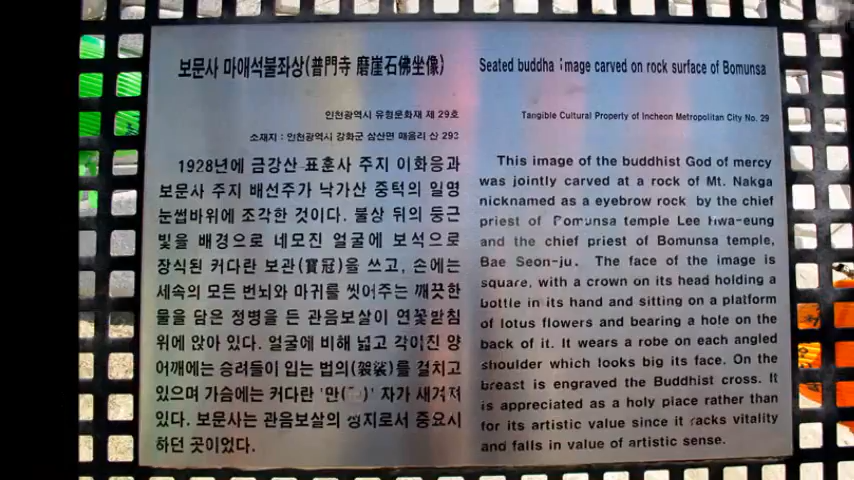 보문사 마애석불좌상(普門寺 磨崖石佛坐像)
인천광역시 유형문화재 제 29호
소재지 : 인천광역시 강화군 삼산면 매음리 산 293
1928년에 금강산 표훈사 주지 이화응과
보문사 주지 배선주가 낙가산 중턱의 일명
눈썹바위에 조각한 것이다. 불상 뒤의 둥근
빛을 배경으로 네모진 얼굴에 보석으로
장식된 커다란 보관(寶冠)을 쓰고, 손에는
세속의 모든 번뇌와 마귀를 씻어주는 깨끗한
물을 담은 정병을 든 관음보살이 연꽃받침
위에 앉아 있다. 얼굴에 비해 넓고 각이진 양
어깨에는 승려들이 입는 법의(袈裟)를 걸치고
있으며 가슴에는 커다란 '만( )' 자가 새겨져
있다. 보문사는 관음보살의 성지로서 중요시
하던 곳이었다.
Seated buddha image carved on rock surface of Bomunsa
Tangible Cultural Property of Incheon Metropolitan City No. 29
This image of the buddhist God of mercy
was jointly carved at a rock of Mt. Nakga
nicknamed as a eyebrow rock by the chief
priest of Pomunsa temple Lee Hwa-eung
and the chief priest of Bomunsa temple,
Bae Seon-ju. The face of the image is
square, with a crown on its head holding a
bottle in its hand and sitting on a platform
of lotus flowers and bearing a hole on the
back of it. It wears a robe on each angled
shoulder which looks big its face. On the
breast is engraved the Buddhist cross. It
is appreciated as a holy place rather than
for its artistic value since it racks vitality
and falls in value of artistic sense.